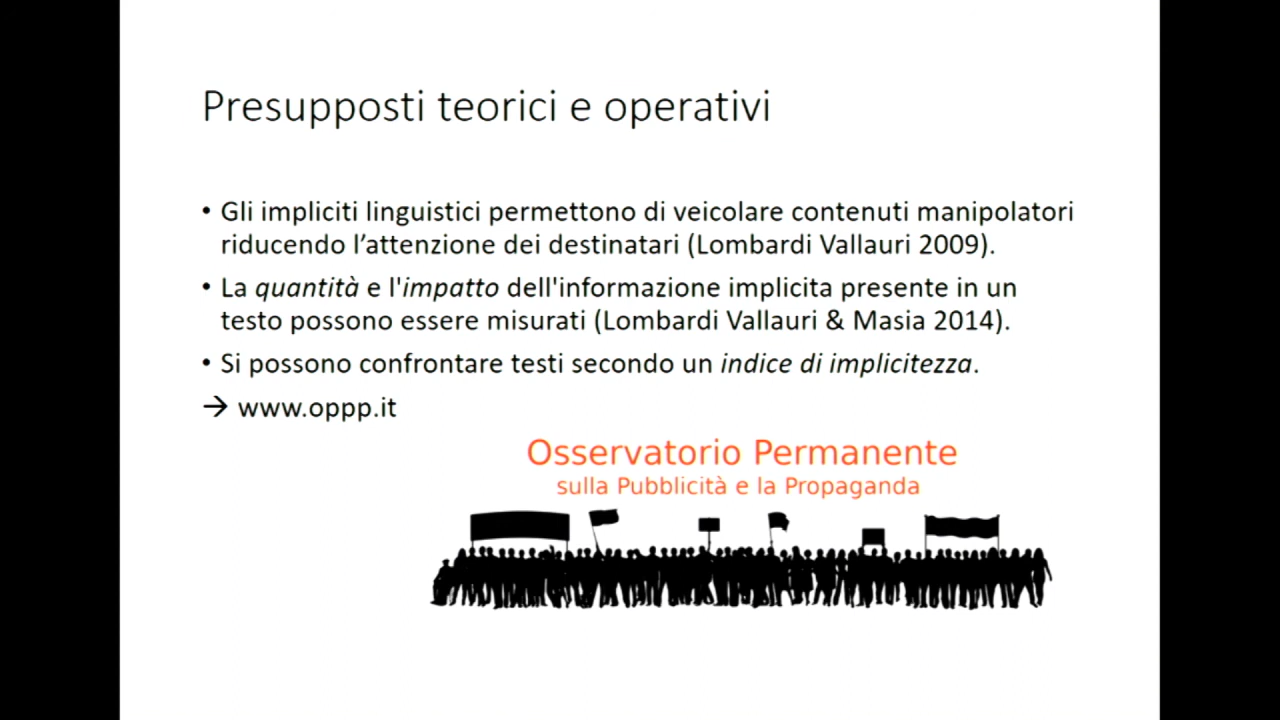 Presupposti teorici e operativi
• Gli impliciti linguistici permettono di veicolare contenuti manipolatori
riducendo l’attenzione dei destinatari (Lombardi Vallauri 2009).
• La quantità e l'impatto dell'informazione implicita presente in un
testo possono essere misurati (Lombardi Vallauri & Masia 2014).
• Si possono confrontare testi secondo un indice di implicitezza.
→ www.oppp.it
Osservatorio Permanente
sulla Pubblicità e la Propaganda